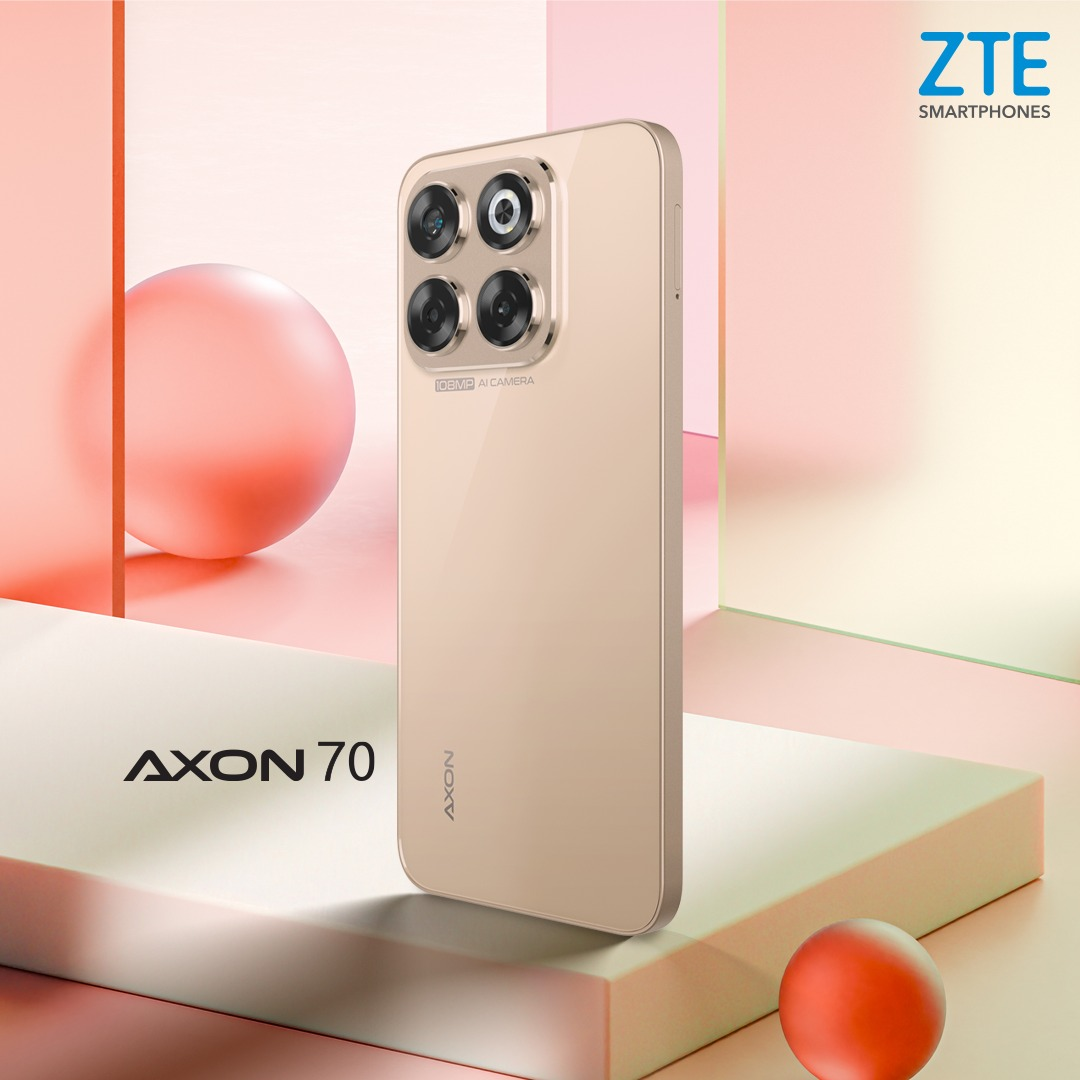 ZTE
SMARTPHONES
108MP AI CAMERA
AXON 70
AXON